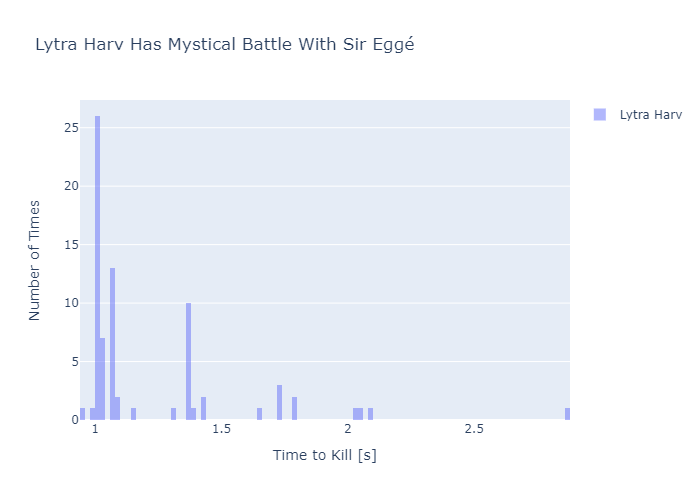 Lytra Harv Has Mystical Battle With Sir Eggé
Lytra Harv
Number of Times
25
20
15
10
5
0
1
1.5
2
2.5
Time to Kill [s]